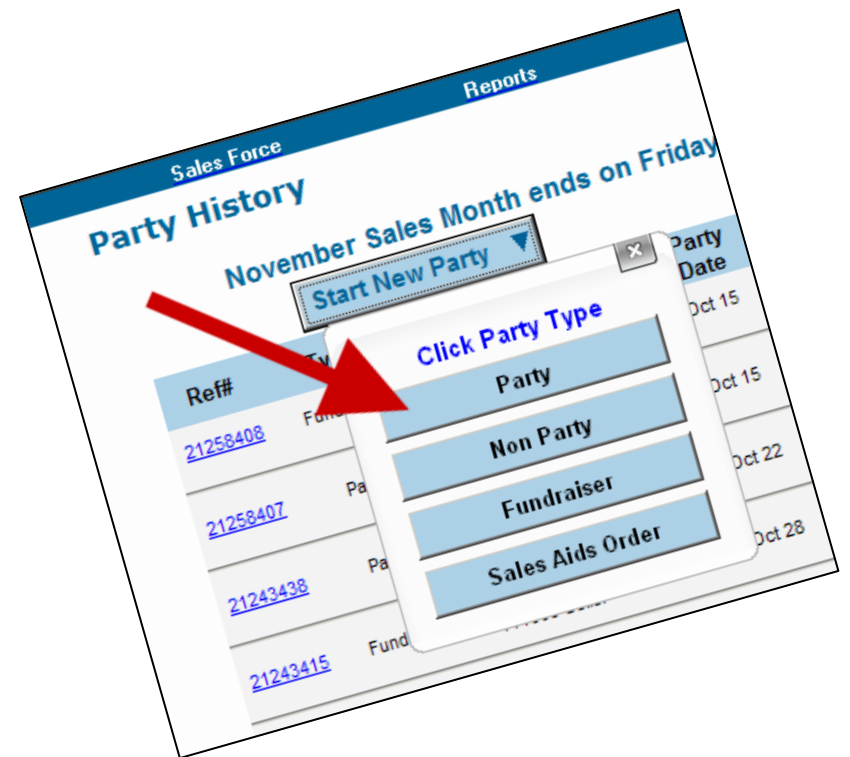 Sales Force Reports
Party History
November Sales Month ends on Friday
Start New Party
Ref# Party
Date
Click Party Type
Party
Non Party
Fundraiser
Sales Aids Order
21258408 Oct 15
21258407 Oct 15
21243438 Oct 22
21243415 Oct 28